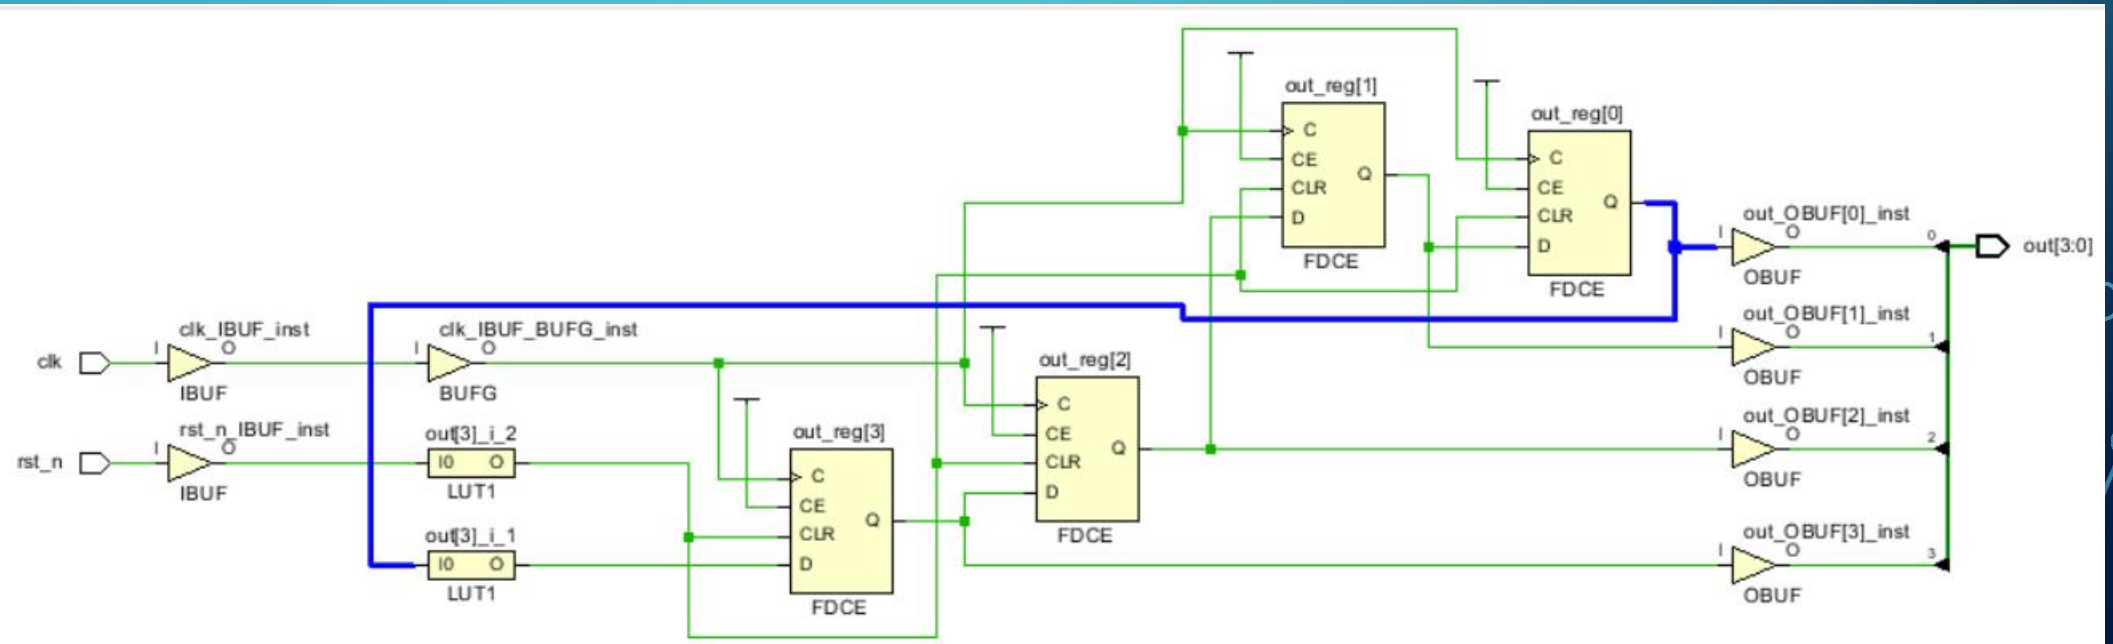 out_reg[1]
C
CE
CLR
D
Q
FDCE
out_reg[0]
C
CE
CLR
D
Q
FDCE
out_OBUF[0]_inst
I
O
OBUF
0
out[3:0]
out_OBUF[1]_inst
I
O
OBUF
1
clk
clk_IBUF_inst
I
O
IBUF
clk_IBUF_BUFG_inst
I
O
BUFG
out_reg[2]
C
CE
CLR
D
Q
FDCE
out_OBUF[2]_inst
I
O
OBUF
2
rst_n
rst_n_IBUF_inst
I
O
IBUF
out[3]_i_2
I0 O
LUT1
out_reg[3]
C
CE
CLR
D
Q
FDCE
out[3]_i_1
I0 O
LUT1
out_OBUF[3]_inst
I
O
OBUF
3